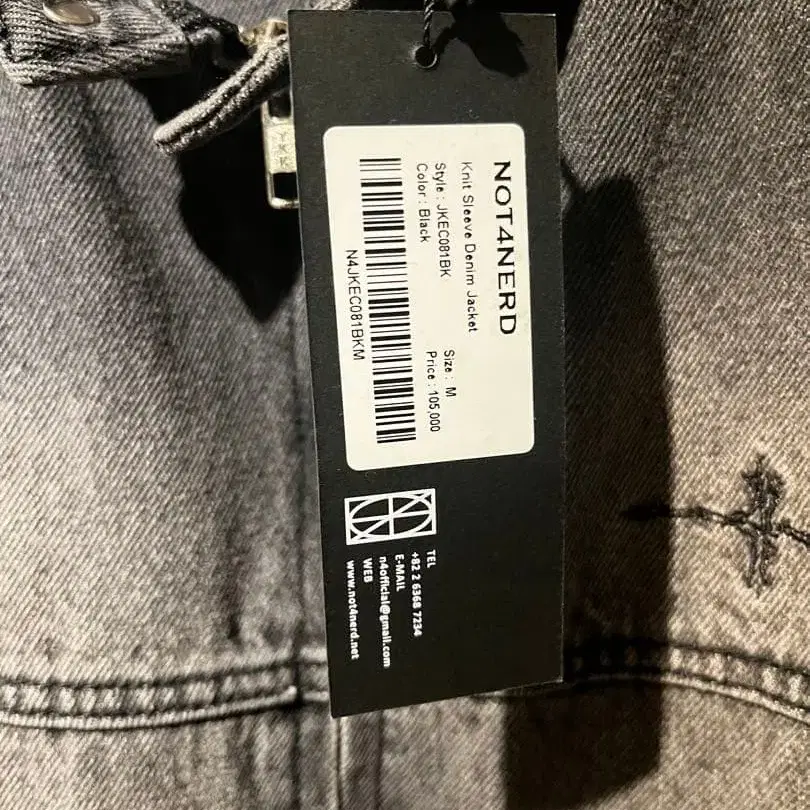 NOT4NERD
Knit Sleeve Denim Jacket
Style : JKEC081BK
Size : M
Color : Black
Price : 105,000
N4JKEC081BKM
TEL
+82 2 6368 7234
E-MAIL
n4official@gmail.com
WEB
www.not4nerd.net
YKK